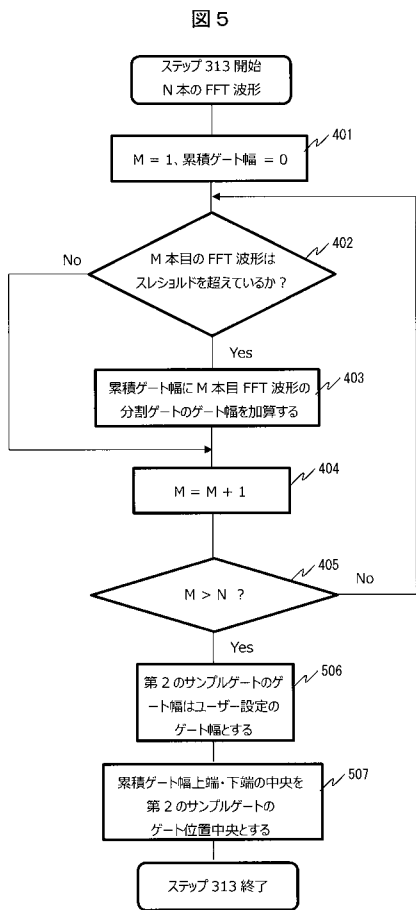 図５
ステップ 313 開始
N 本の FFT 波形
401
M = 1、累積ゲート幅 = 0
402
M 本目の FFT 波形は
スレショルドを超えているか？
No
Yes
403
累積ゲート幅に M 本目 FFT 波形の
分割ゲートのゲート幅を加算する
404
M = M + 1
405
M > N ？
No
Yes
506
第 2 のサンプルゲートのゲ
ート幅はユーザー設定の
ゲート幅とする
507
累積ゲート幅上端・下端の中央を
第 2 のサンプルゲートの
ゲート位置中央とする
ステップ 313 終了